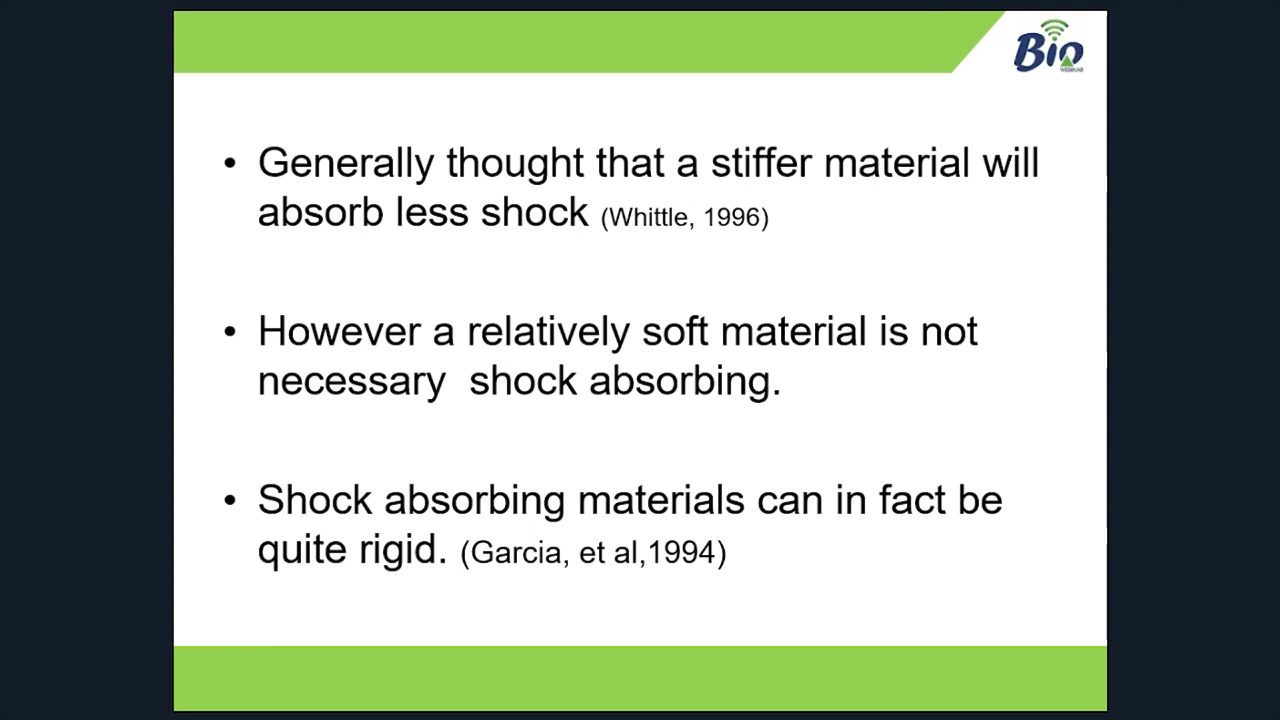 Bio
WEBINAR
• Generally thought that a stiffer material will
absorb less shock (Whittle, 1996)
• However a relatively soft material is not
necessary  shock absorbing.
• Shock absorbing materials can in fact be
quite rigid. (Garcia, et al,1994)